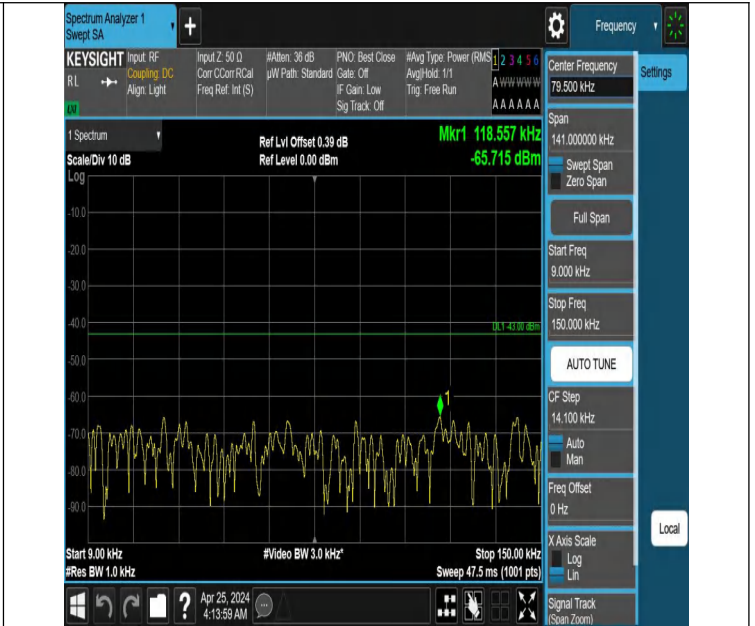 Spectrum Analyzer 1
Swept SA
Frequency
KEYSIGHT
RL
Input: RF
Coupling: DC
Align: Light
Input Z: 50 Ω
Corr CCorr RCal
Freq Ref: Int (S)
#Atten: 36 dB
µW Path: Standard
PNO: Best Close
Gate: Off
IF Gain: Low
Sig Track: Off
#Avg Type: Power (RMS
Avg|Hold: 1/1
Trig: Free Run
1 2 3 4 5 6
A W W W W W
A A A A A A
LXI
1 Spectrum
Scale/Div 10 dB
Log
Ref Lvl Offset 0.39 dB
Ref Level 0.00 dBm
Mkr1 118.557 kHz
-65.715 dBm
-10.0
-20.0
-30.0
-40.0
DL1 -43.00 dBm
-50.0
-60.0
1
-70.0
-80.0
-90.0
Start 9.00 kHz
#Res BW 1.0 kHz
#Video BW 3.0 kHz*
Stop 150.00 kHz
Sweep 47.5 ms (1001 pts)
Apr 25, 2024
4:13:59 AM
Center Frequency
79.500 kHz
Span
141.000000 kHz
Swept Span
Zero Span
Full Span
Start Freq
9.000 kHz
Stop Freq
150.000 kHz
AUTO TUNE
CF Step
14.100 kHz
Auto
Man
Freq Offset
0 Hz
X Axis Scale
Log
Lin
Signal Track
(Span Zoom)
Settings
Local